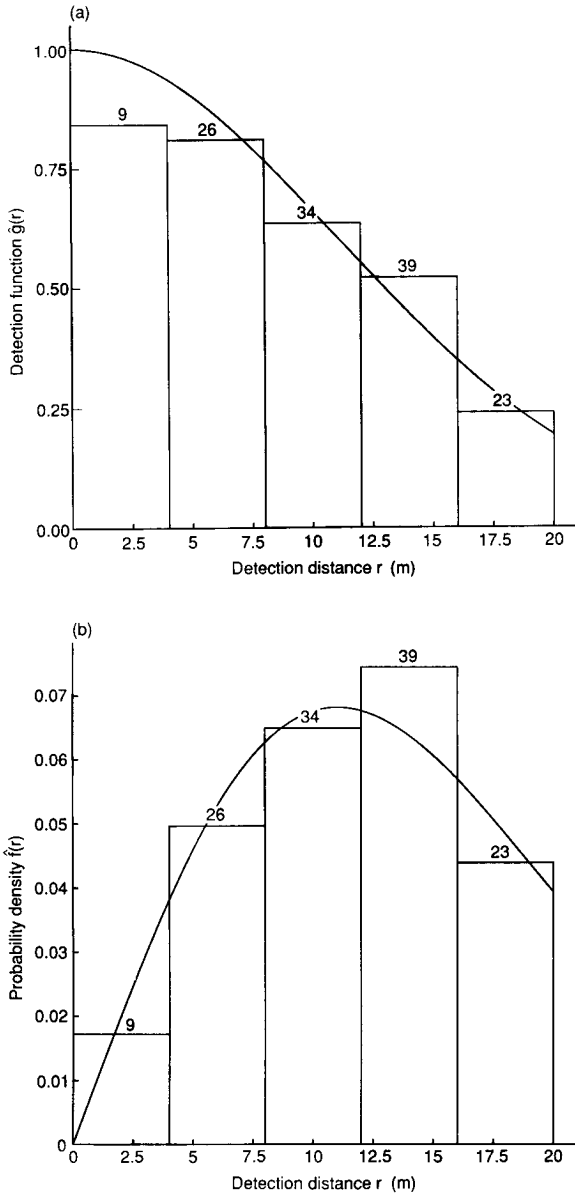 (a)
1.00
0.75
0.50
0.25
0.00
Detection function ĝ(r)
9
26
34
39
23
0 2.5 5 7.5 10 12.5 15 17.5 20
Detection distance r (m)
(b)
0.07
0.06
0.05
0.04
0.03
0.02
0.01
0
Probability density f̂(r)
9
26
34
39
23
0 2.5 5 7.5 10 12.5 15 17.5 20
Detection distance r (m)